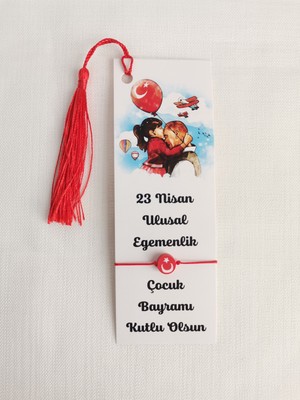 23 Nisan
Ulusal
Egemenlik
Çocuk
Bayramı
Kutlu Olsun